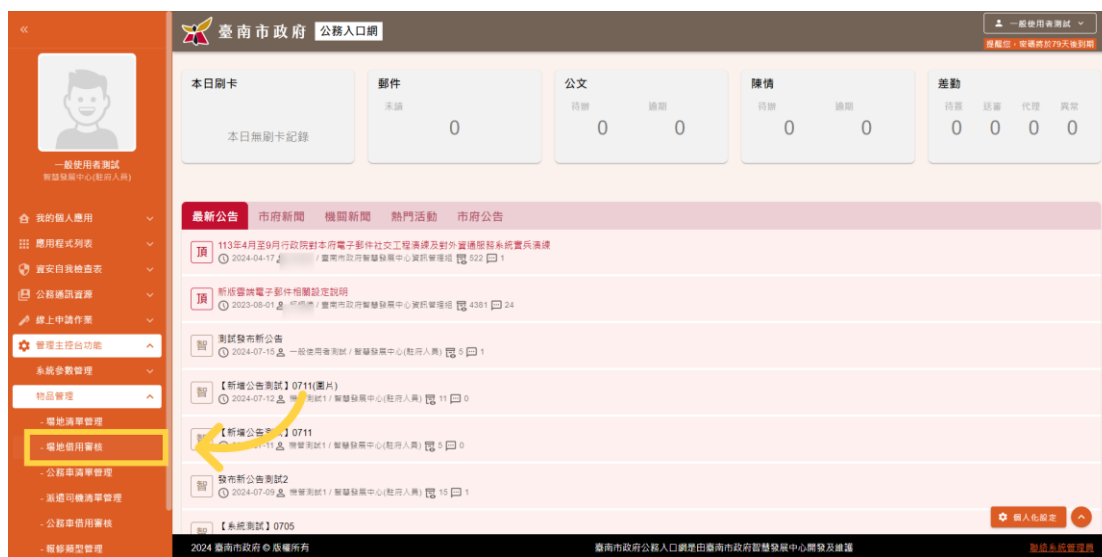 «
臺南市政府 公務入口網
一般使用者測試
提醒您，密碼將於79天後到期
一般使用者測試
智慧發展中心(駐府人員)
我的個人應用
應用程式列表
資安自我檢查表
公務通訊資源
線上申請作業
管理主控台功能
系統參數管理
物品管理
- 場地清單管理
- 場地借用審核
- 公務車清單管理
- 派遣司機清單管理
- 公務車借用審核
- 報修類型管理
本日刷卡
本日無刷卡紀錄
郵件
未讀
0
公文
待辦 逾期
0 0
陳情
待辦 逾期
0 0
差勤
待簽 送審 代理 異常
0 0 0 0
最新公告 市府新聞 機關新聞 熱門活動 市府公告
頂 113年4月至9月行政院對本府電子郵件社交工程演練及對外資通服務系統實兵演練
2024-04-17 / 臺南市政府智慧發展中心資訊管理組 522 1
頂 新版雲端電子郵件相關設定說明
2023-08-01 / 臺南市政府智慧發展中心資訊管理組 4381 24
智 測試發布新公告
2024-07-15 一般使用者測試 / 智慧發展中心(駐府人員) 5 1
智 【新增公告測試】0711(圖片)
2024-07-12 測試1 / 智慧發展中心(駐府人員) 11 0
智 【新增公告】0711
07-11 機管測試1 / 智慧發展中心(駐府人員) 5 0
智 發布新公告測試2
2024-07-09 機管測試1 / 智慧發展中心(駐府人員) 15 1
智 【系統測試】0705
個人化設定
2024 臺南市政府 © 版權所有
臺南市政府公務入口網是由臺南市政府智慧發展中心開發及維護
聯絡系統管理員